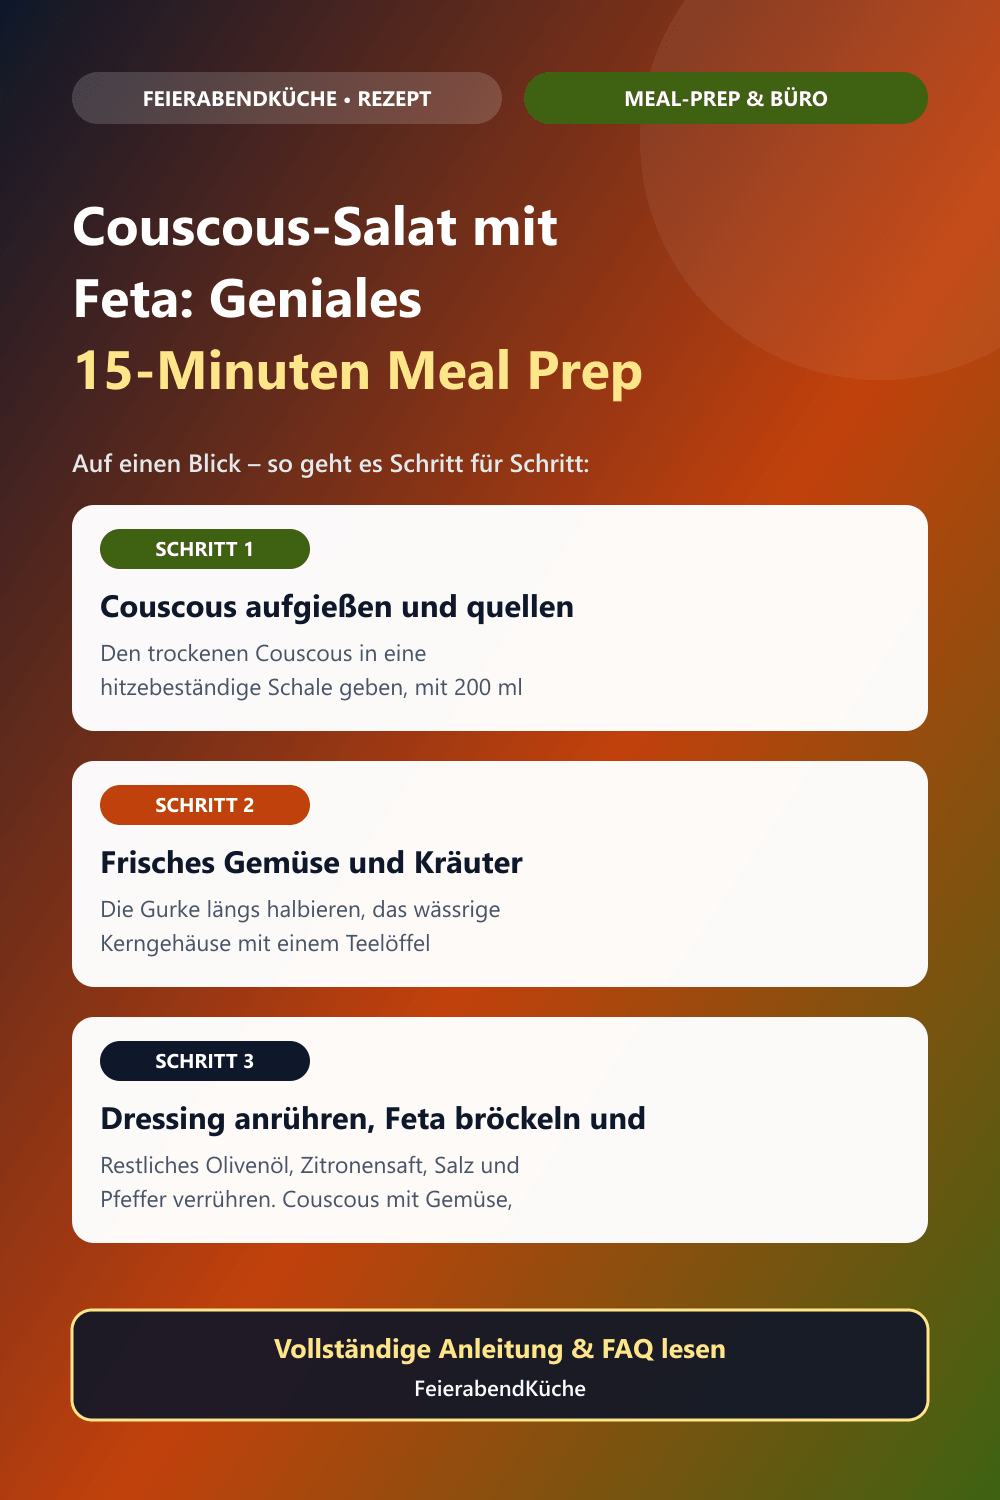 FEIERABENDKÜCHE • REZEPT
MEAL-PREP & BÜRO
Couscous-Salat mit
Feta: Geniales
15-Minuten Meal Prep
Auf einen Blick – so geht es Schritt für Schritt:
SCHRITT 1
Couscous aufgießen und quellen
Den trockenen Couscous in eine
hitzebeständige Schale geben, mit 200 ml
SCHRITT 2
Frisches Gemüse und Kräuter
Die Gurke längs halbieren, das wässrige
Kerngehäuse mit einem Teelöffel
SCHRITT 3
Dressing anrühren, Feta bröckeln und
Restliches Olivenöl, Zitronensaft, Salz und
Pfeffer verrühren. Couscous mit Gemüse,
Vollständige Anleitung & FAQ lesen
FeierabendKüche